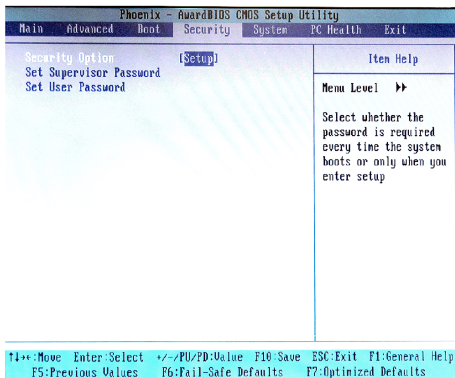 Phoenix - AwardBIOS CMOS Setup Utility
Main Advanced Boot Security System PC Health Exit
Security Option [Setup]
Set Supervisor Password
Set User Password
Item Help
Menu Level ▸▸
Select whether the
password is required
every time the system
boots or only when you
enter setup
↑↓→←:Move Enter:Select +/-/PU/PD:Value F10:Save ESC:Exit F1:General Help
F5:Previous Values F6:Fail-Safe Defaults F7:Optimized Defaults